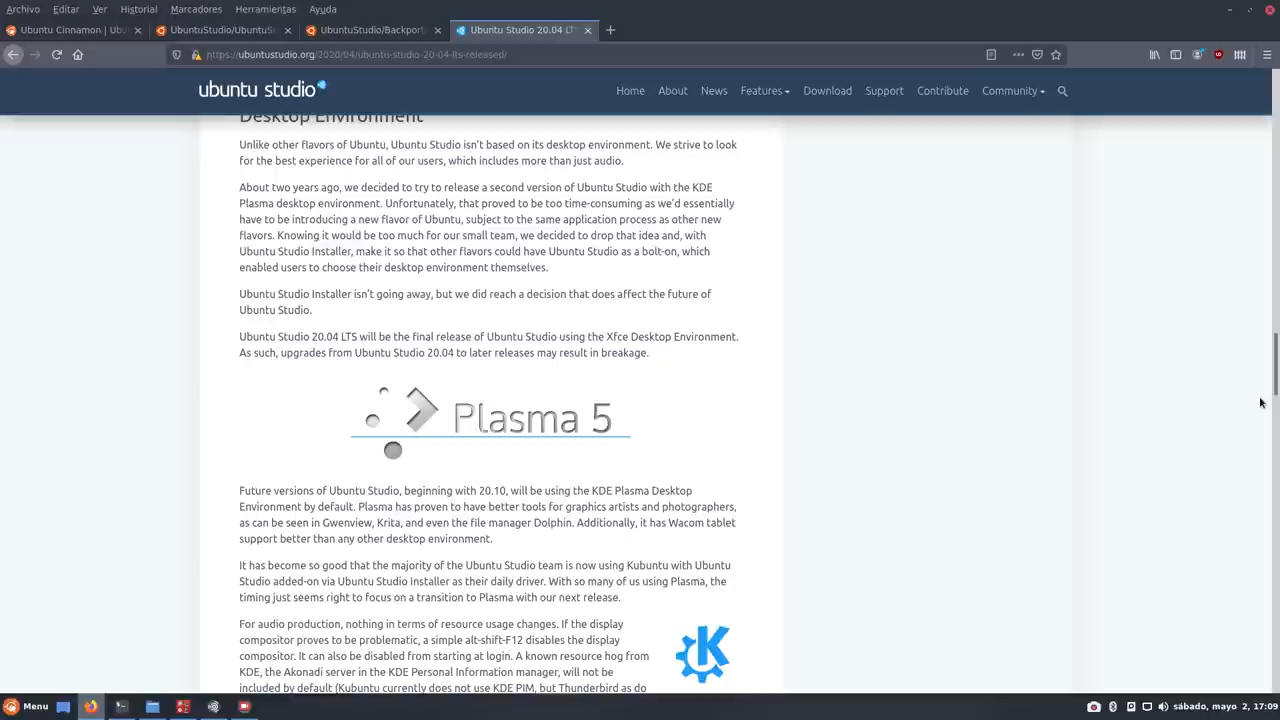 Archivo Editar Ver Historial Marcadores Herramientas Ayuda
Ubuntu Cinnamon | Ubu
UbuntuStudio/UbuntuS
UbuntuStudio/Backport
Ubuntu Studio 20.04 LT
https://ubuntustudio.org/2020/04/ubuntu-studio-20-04-lts-released/
ubuntu studio
Home About News Features Download Support Contribute Community
Desktop Environment
Unlike other flavors of Ubuntu, Ubuntu Studio isn't based on its desktop environment. We strive to look
for the best experience for all of our users, which includes more than just audio.
About two years ago, we decided to try to release a second version of Ubuntu Studio with the KDE
Plasma desktop environment. Unfortunately, that proved to be too time-consuming as we'd essentially
have to be introducing a new flavor of Ubuntu, subject to the same application process as other new
flavors. Knowing it would be too much for our small team, we decided to drop that idea and, with
Ubuntu Studio Installer, make it so that other flavors could have Ubuntu Studio as a bolt-on, which
enabled users to choose their desktop environment themselves.
Ubuntu Studio Installer isn't going away, but we did reach a decision that does affect the future of
Ubuntu Studio.
Ubuntu Studio 20.04 LTS will be the final release of Ubuntu Studio using the Xfce Desktop Environment.
As such, upgrades from Ubuntu Studio 20.04 to later releases may result in breakage.
Plasma 5
Future versions of Ubuntu Studio, beginning with 20.10, will be using the KDE Plasma Desktop
Environment by default. Plasma has proven to have better tools for graphics artists and photographers,
as can be seen in Gwenview, Krita, and even the file manager Dolphin. Additionally, it has Wacom tablet
support better than any other desktop environment.
It has become so good that the majority of the Ubuntu Studio team is now using Kubuntu with Ubuntu
Studio added-on via Ubuntu Studio Installer as their daily driver. With so many of us using Plasma, the
timing just seems right to focus on a transition to Plasma with our next release.
For audio production, nothing in terms of resource usage changes. If the display
compositor proves to be problematic, a simple alt-shift-F12 disables the display
compositor. It can also be disabled from starting at login. A known resource hog from
KDE, the Akonadi server in the KDE Personal Information manager, will not be
included by default (Kubuntu currently does not use KDE PIM, but Thunderbird as do
Menu
sábado, mayo 2, 17:09